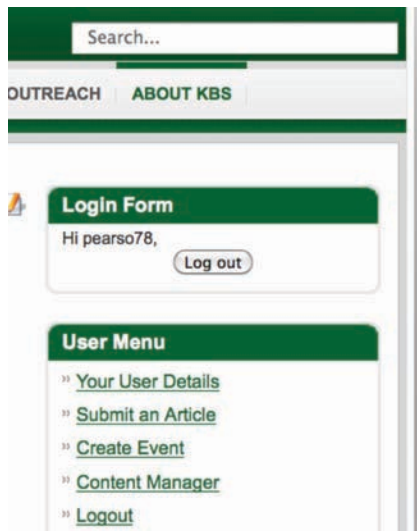 Search...
OUTREACH ABOUT KBS
Login Form
Hi pearso78,
Log out
User Menu
» Your User Details
» Submit an Article
» Create Event
» Content Manager
» Logout